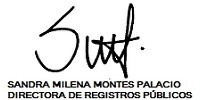 SANDRA MILENA MONTES PALACIO
DIRECTORA DE REGISTROS PÚBLICOS